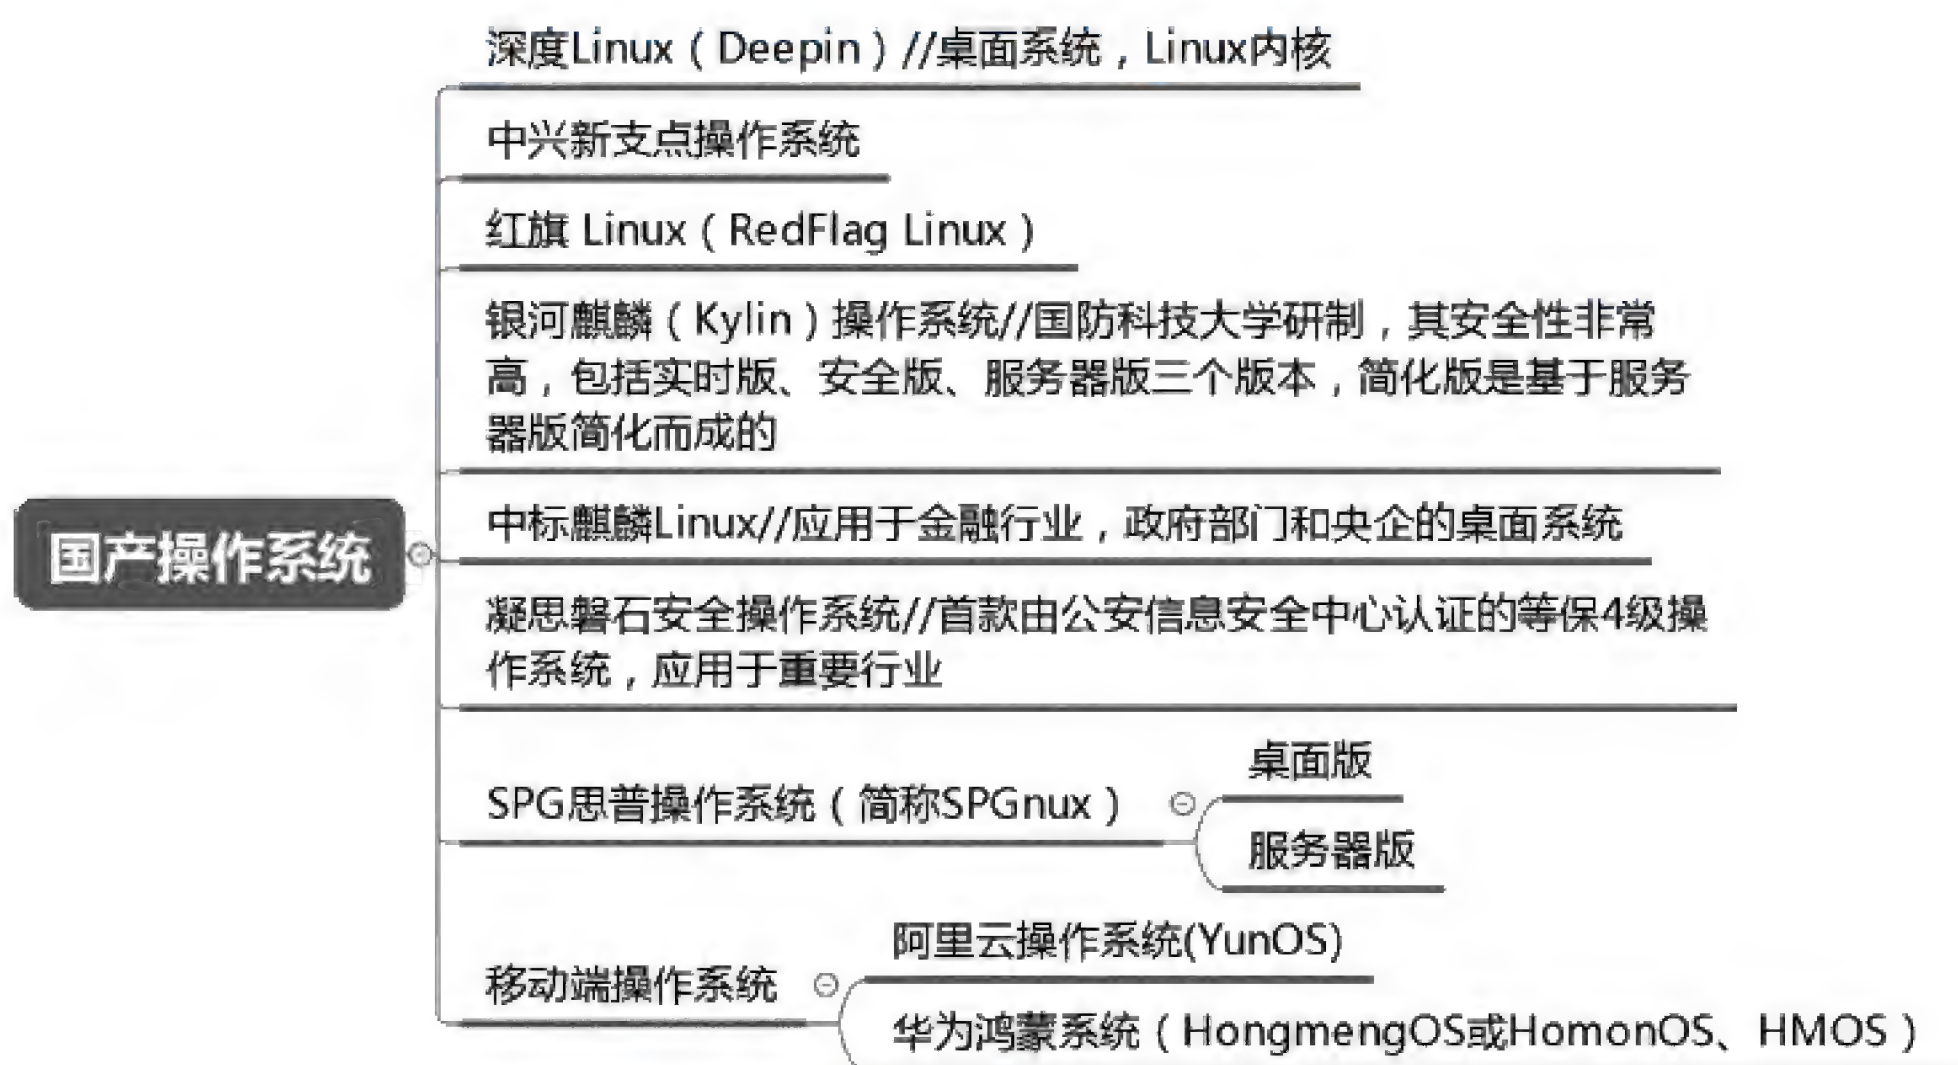 深度Linux（Deepin）//桌面系统，Linux内核
中兴新支点操作系统
红旗 Linux（RedFlag Linux）
银河麒麟（Kylin）操作系统//国防科技大学研制，其安全性非常
高，包括实时版、安全版、服务器版三个版本，简化版是基于服务
器版简化而成的
国产操作系统
中标麒麟Linux//应用于金融行业，政府部门和央企的桌面系统
凝思磐石安全操作系统//首款由公安信息安全中心认证的等保4级操
作系统，应用于重要行业
SPG思普操作系统（简称SPGnux）
桌面版
服务器版
移动端操作系统
阿里云操作系统(YunOS)
华为鸿蒙系统（HongmengOS或HomonOS、HMOS）